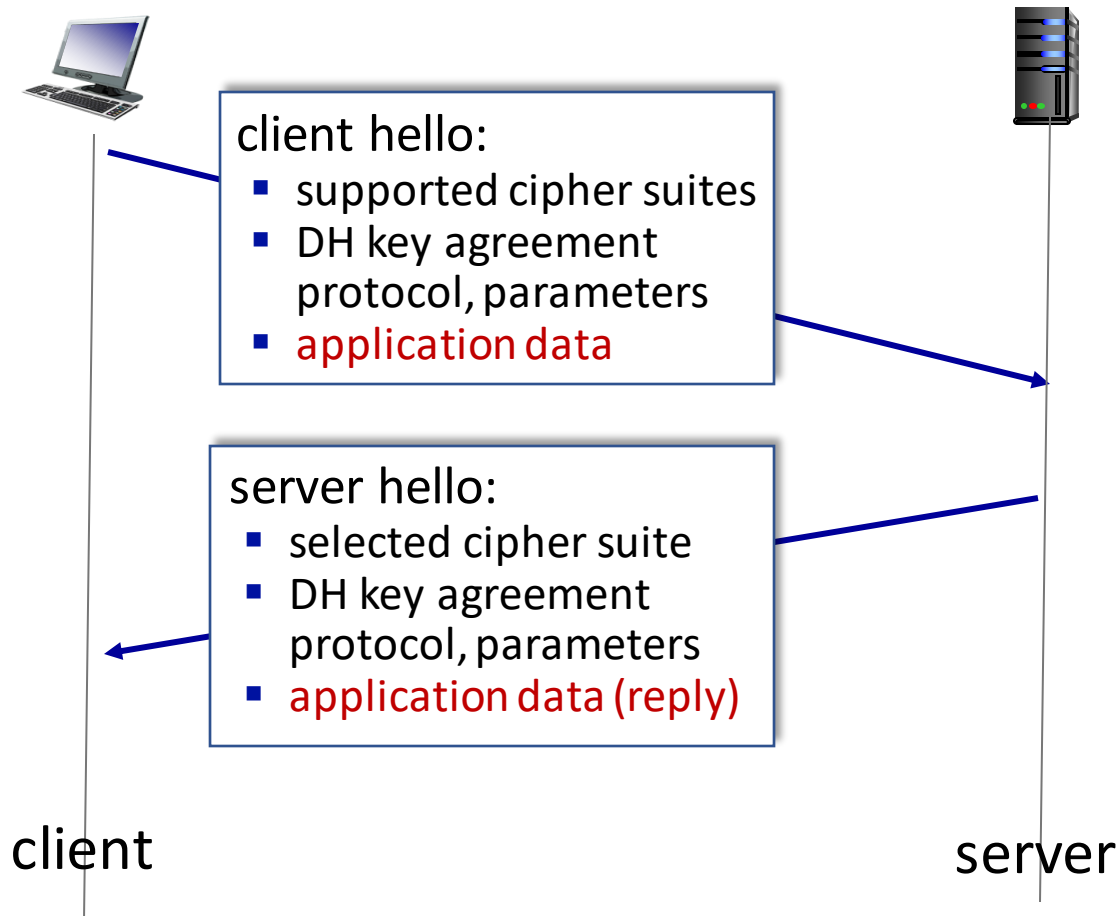 client hello:
▪ supported cipher suites
▪ DH key agreement
protocol, parameters
▪ application data
server hello:
▪ selected cipher suite
▪ DH key agreement
protocol, parameters
▪ application data (reply)
client
server